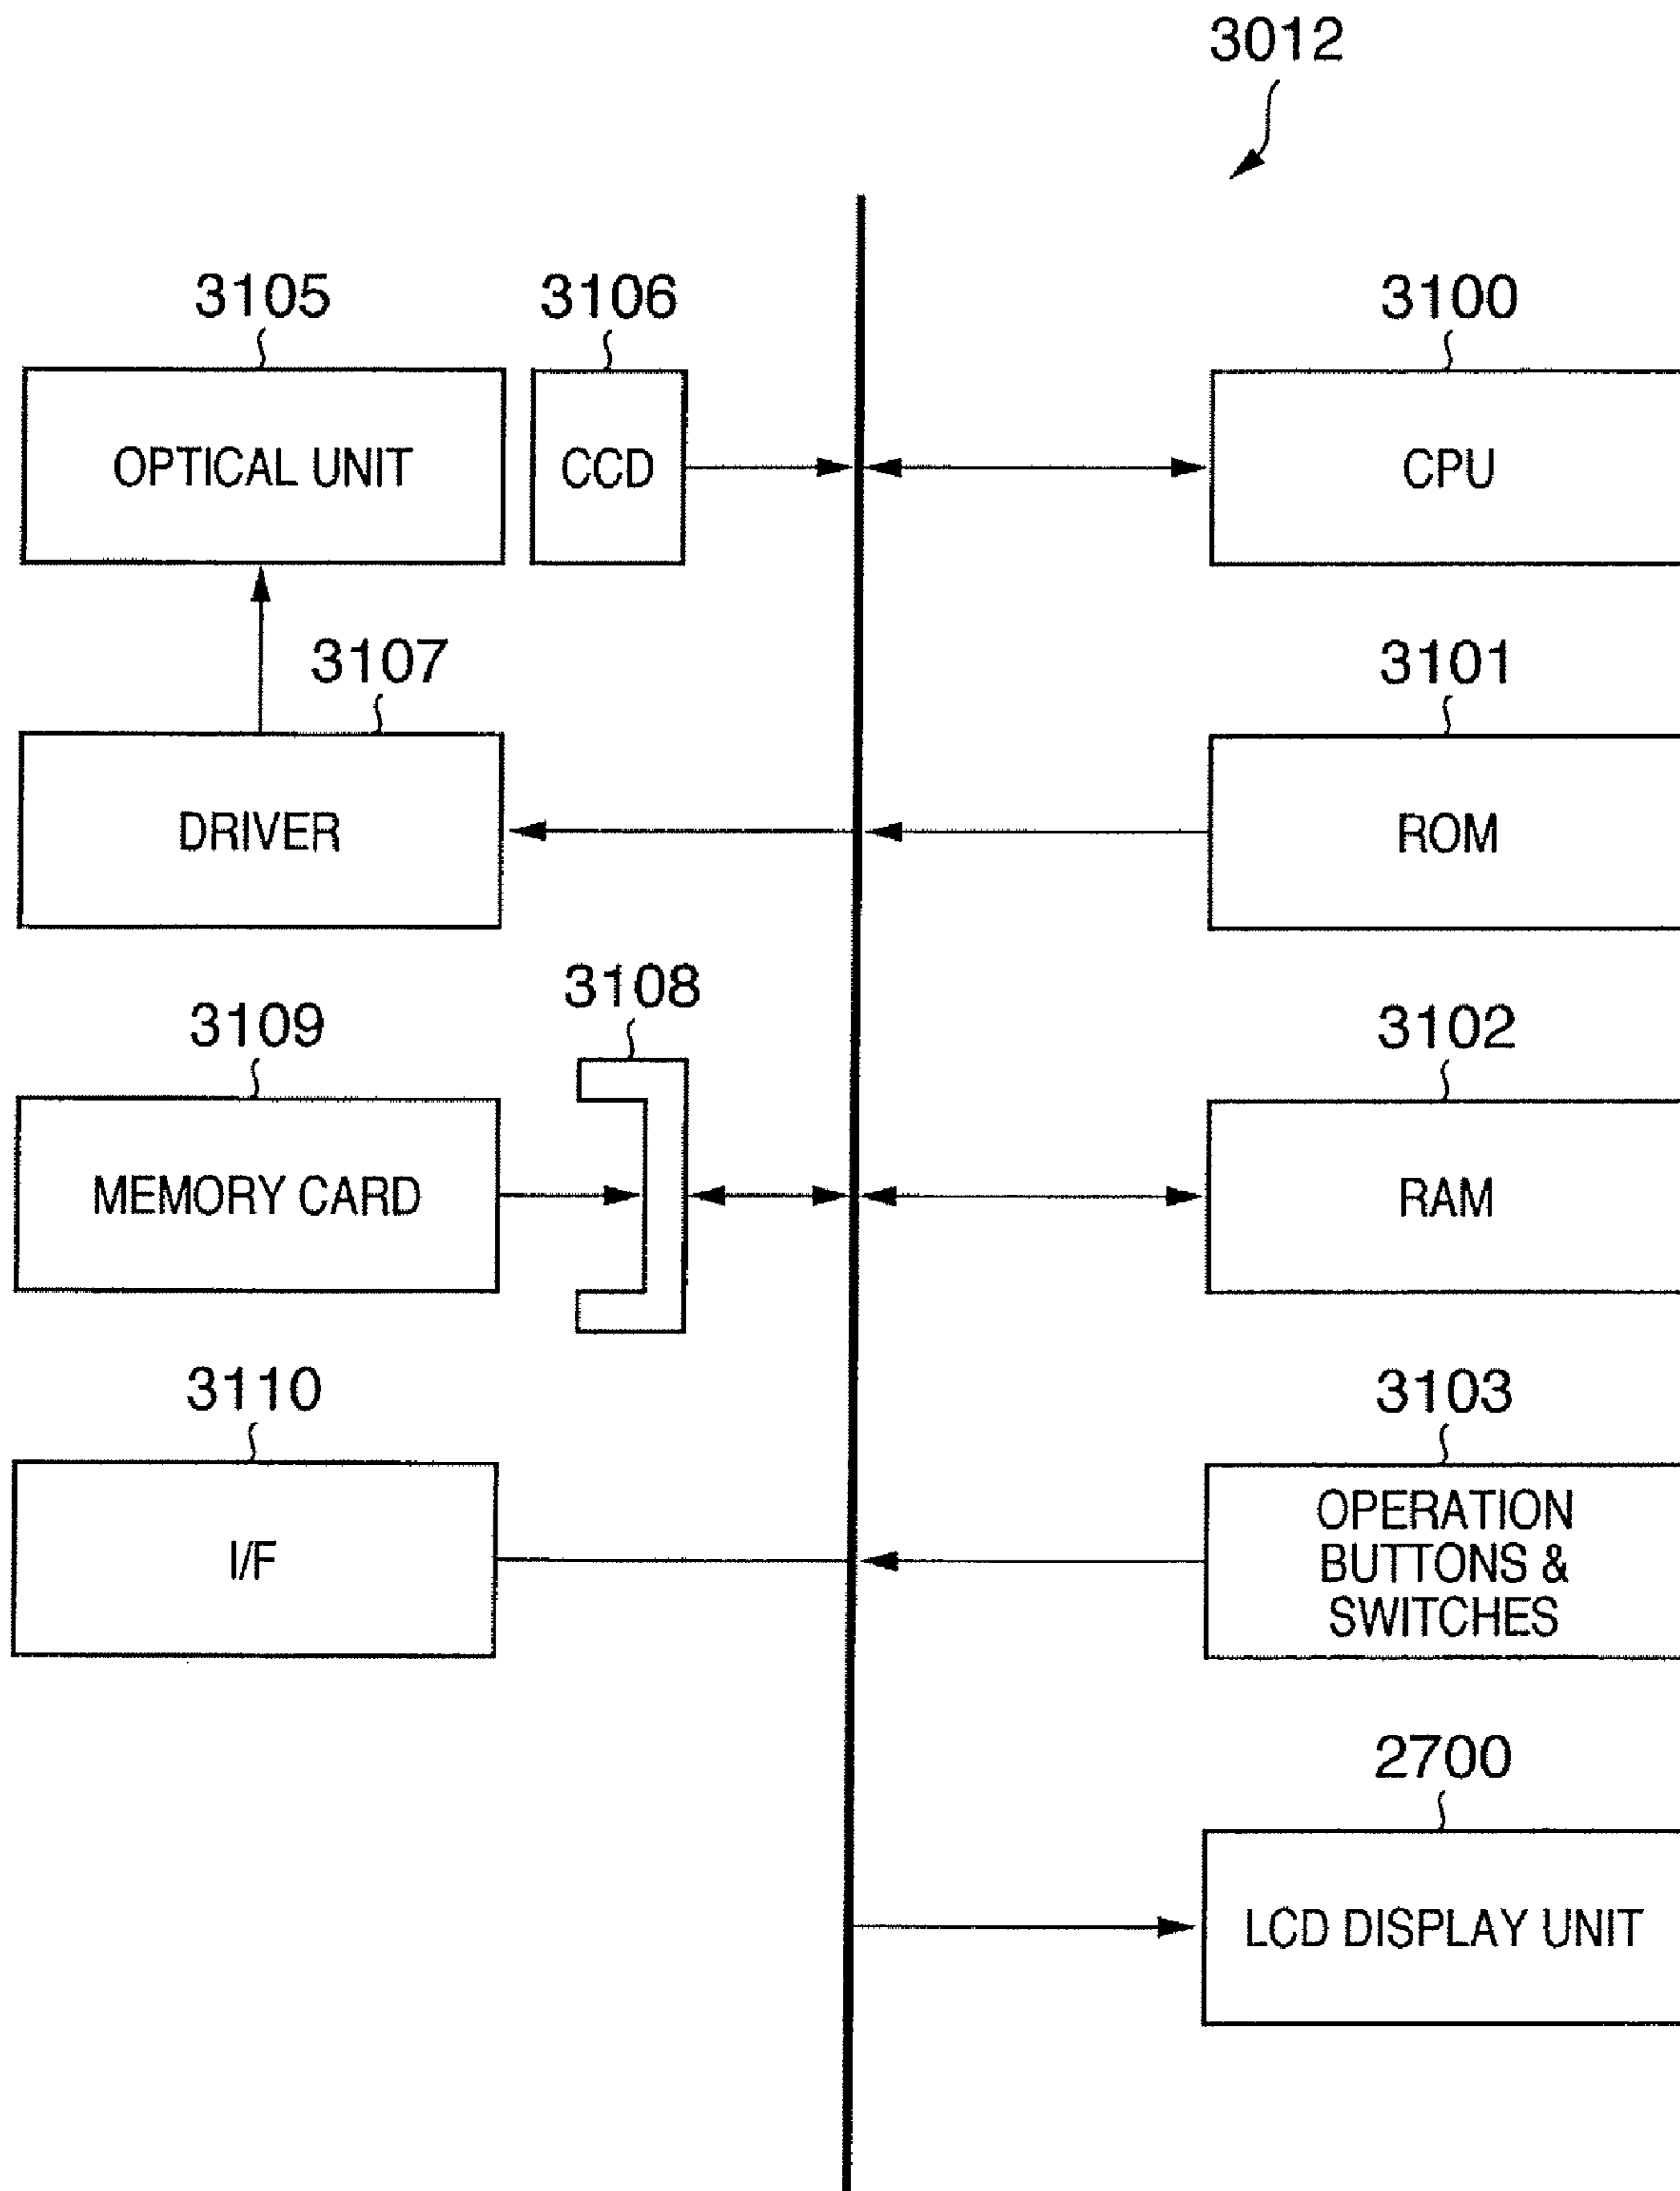 3012
3105
3106
3100
OPTICAL UNIT
CCD
CPU
3107
3101
DRIVER
ROM
3108
3109
3102
MEMORY CARD
RAM
3110
3103
I/F
OPERATION
BUTTONS &
SWITCHES
2700
LCD DISPLAY UNIT